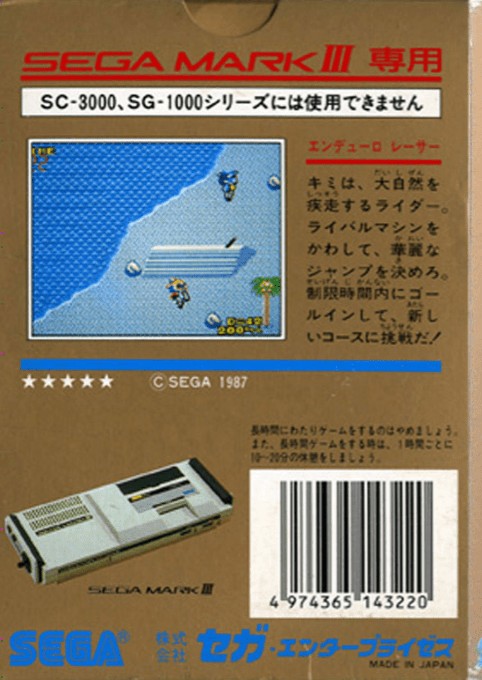 SEGA MARK III 専用
SC-3000、SG-1000シリーズには使用できません
エンデューロ レーサー
キミは、大自然を
疾走するライダー。
ライバルマシンを
かわして、華麗な
ジャンプを決めろ。
制限時間内にゴー
ルインして、新し
いコースに挑戦だ!
★★★★★ ©SEGA 1987
長時間にわたりゲームをするのはやめましょう。
また、長時間ゲームをする時は、1時間ごとに
10〜20分の休憩をしましょう。
SEGA MARK III
4 974365 143220
SEGA® 株式会社 セガ・エンタープライゼス
MADE IN JAPAN